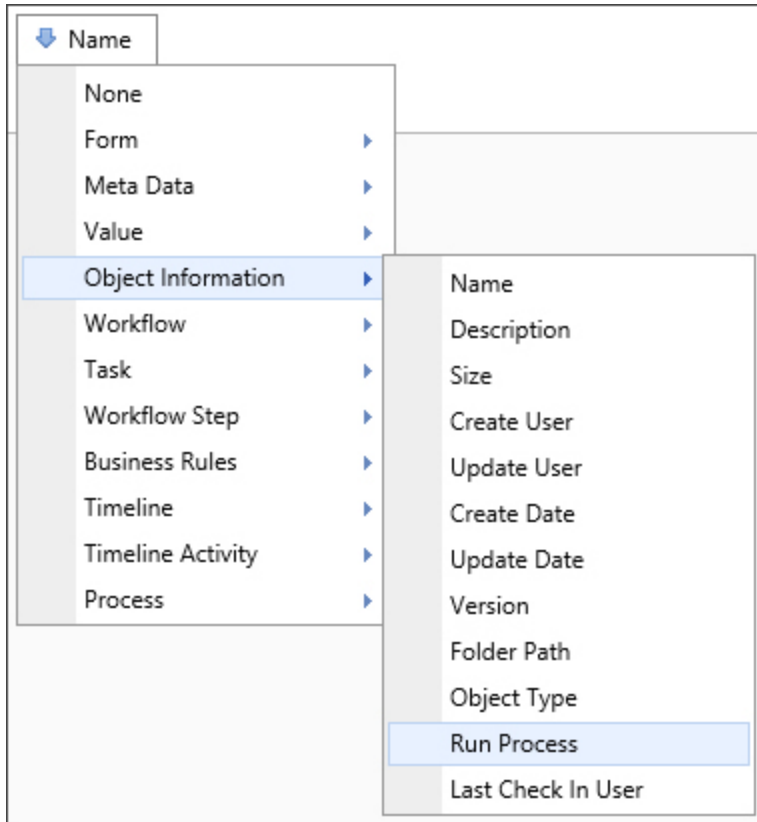 Name
None
Form
Meta Data
Value
Object Information
Workflow
Task
Workflow Step
Business Rules
Timeline
Timeline Activity
Process
Name
Description
Size
Create User
Update User
Create Date
Update Date
Version
Folder Path
Object Type
Run Process
Last Check In User